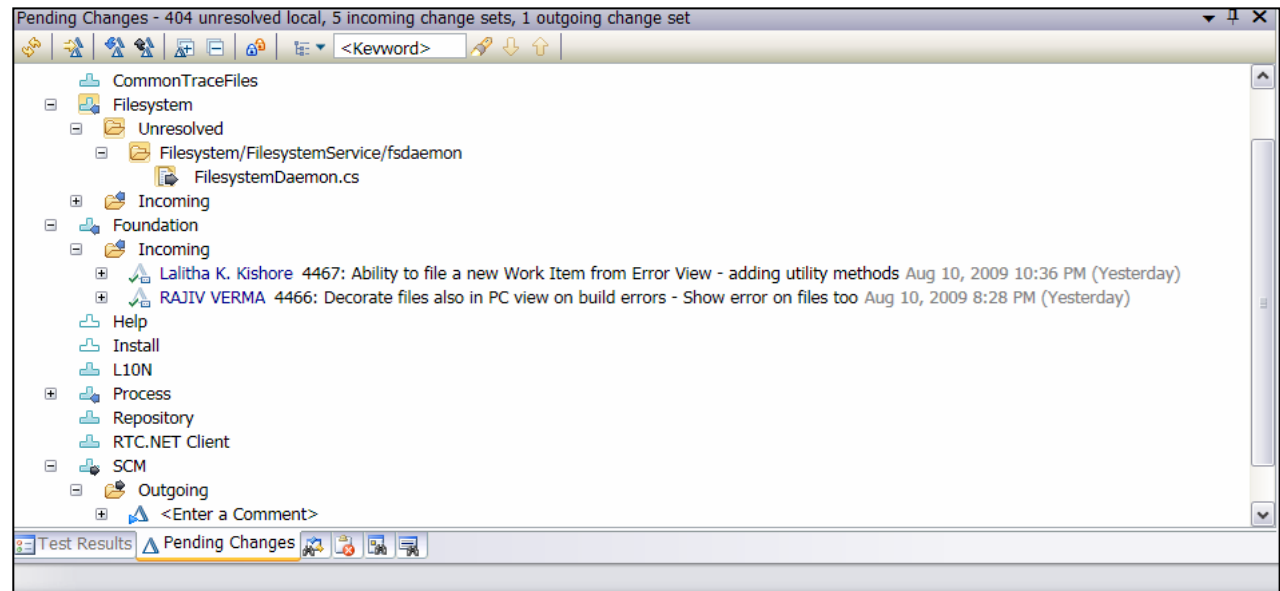 Pending Changes - 404 unresolved local, 5 incoming change sets, 1 outgoing change set
<Keyword>
CommonTraceFiles
Filesystem
Unresolved
Filesystem/FilesystemService/fsdaemon
FilesystemDaemon.cs
Incoming
Foundation
Incoming
Lalitha K. Kishore 4467: Ability to file a new Work Item from Error View - adding utility methods Aug 10, 2009 10:36 PM (Yesterday)
RAJIV VERMA 4466: Decorate files also in PC view on build errors - Show error on files too Aug 10, 2009 8:28 PM (Yesterday)
Help
Install
L10N
Process
Repository
RTC.NET Client
SCM
Outgoing
<Enter a Comment>
Test Results Pending Changes